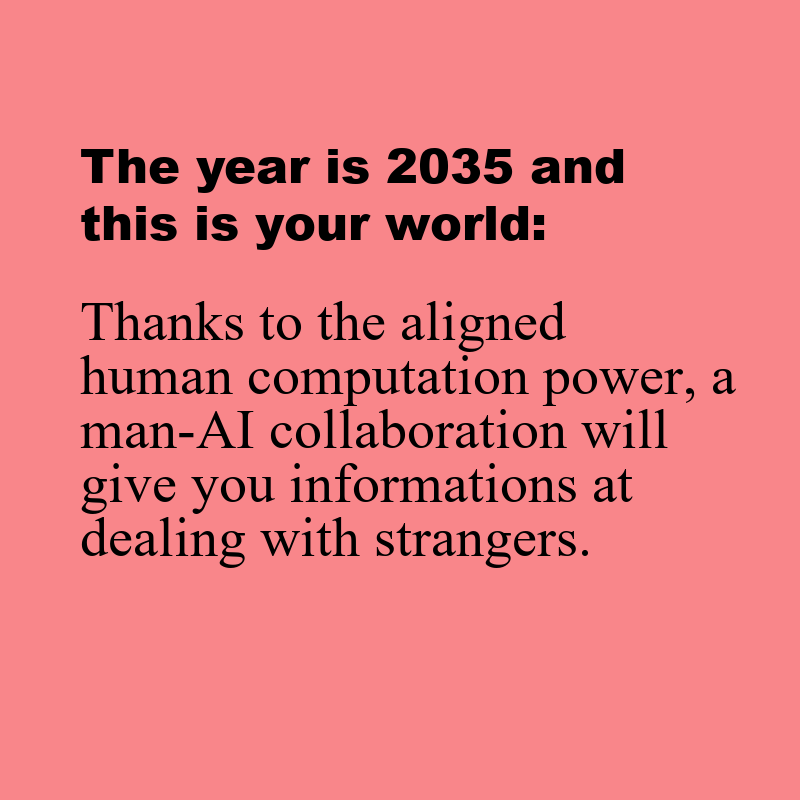 The year is 2035 and
this is your world:
Thanks to the aligned
human computation power, a
man-AI collaboration will
give you informations at
dealing with strangers.